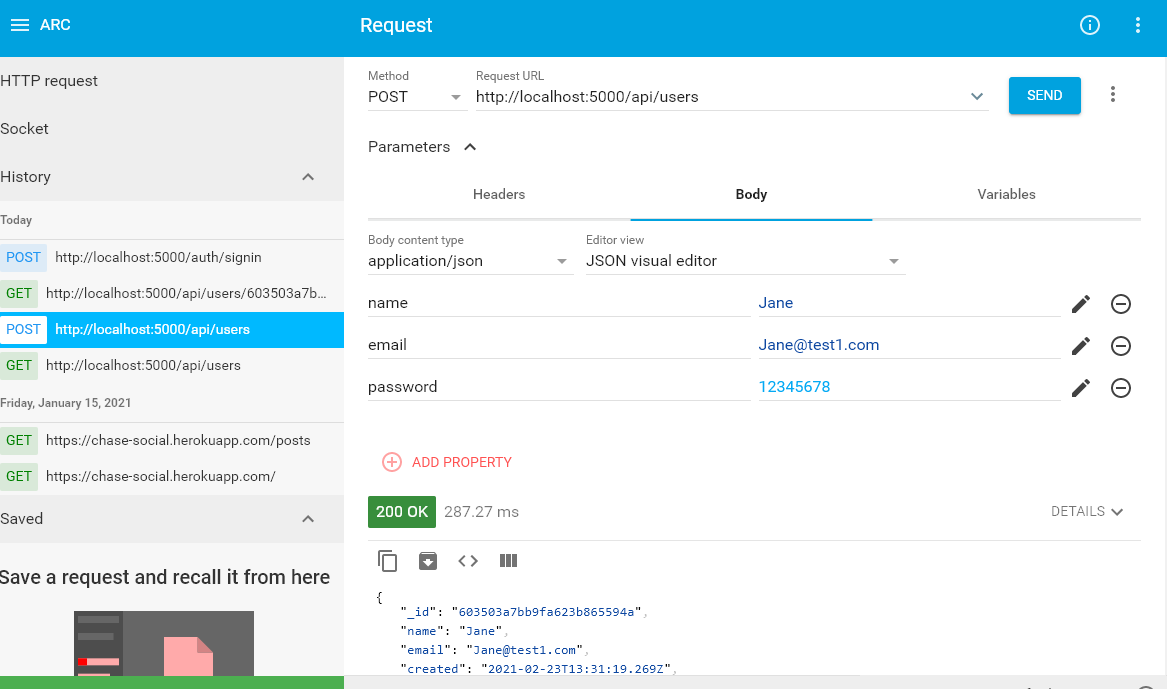 ARC
Request
HTTP request
Socket
History
Today
POST http://localhost:5000/auth/signin
GET http://localhost:5000/api/users/603503a7b...
POST http://localhost:5000/api/users
GET http://localhost:5000/api/users
Friday, January 15, 2021
GET https://chase-social.herokuapp.com/posts
GET https://chase-social.herokuapp.com/
Saved
Save a request and recall it from here
Method
Request URL
POST
http://localhost:5000/api/users
SEND
Parameters
Headers
Body
Variables
Body content type
Editor view
application/json
JSON visual editor
name Jane
email Jane@test1.com
password 12345678
ADD PROPERTY
200 OK 287.27 ms
DETAILS
{
"_id": "603503a7bb9fa623b865594a",
"name": "Jane",
"email": "Jane@test1.com",
"created": "2021-02-23T13:31:19.269Z",